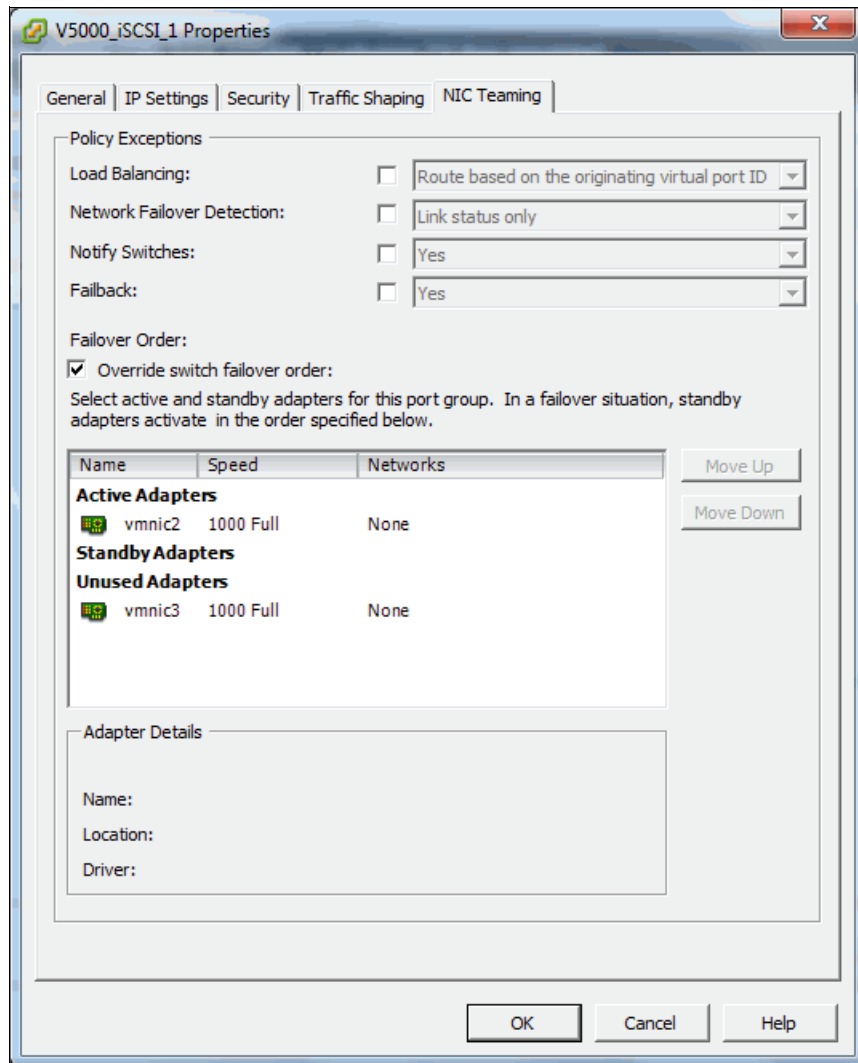 V5000_iSCSI_1 Properties
General IP Settings Security Traffic Shaping NIC Teaming
Policy Exceptions
Load Balancing: Route based on the originating virtual port ID
Network Failover Detection: Link status only
Notify Switches: Yes
Failback: Yes
Failover Order:
Override switch failover order:
Select active and standby adapters for this port group. In a failover situation, standby
adapters activate in the order specified below.
Name Speed Networks Move Up
Active Adapters
vmnic2 1000 Full None Move Down
Standby Adapters
Unused Adapters
vmnic3 1000 Full None
Adapter Details
Name:
Location:
Driver:
OK Cancel Help